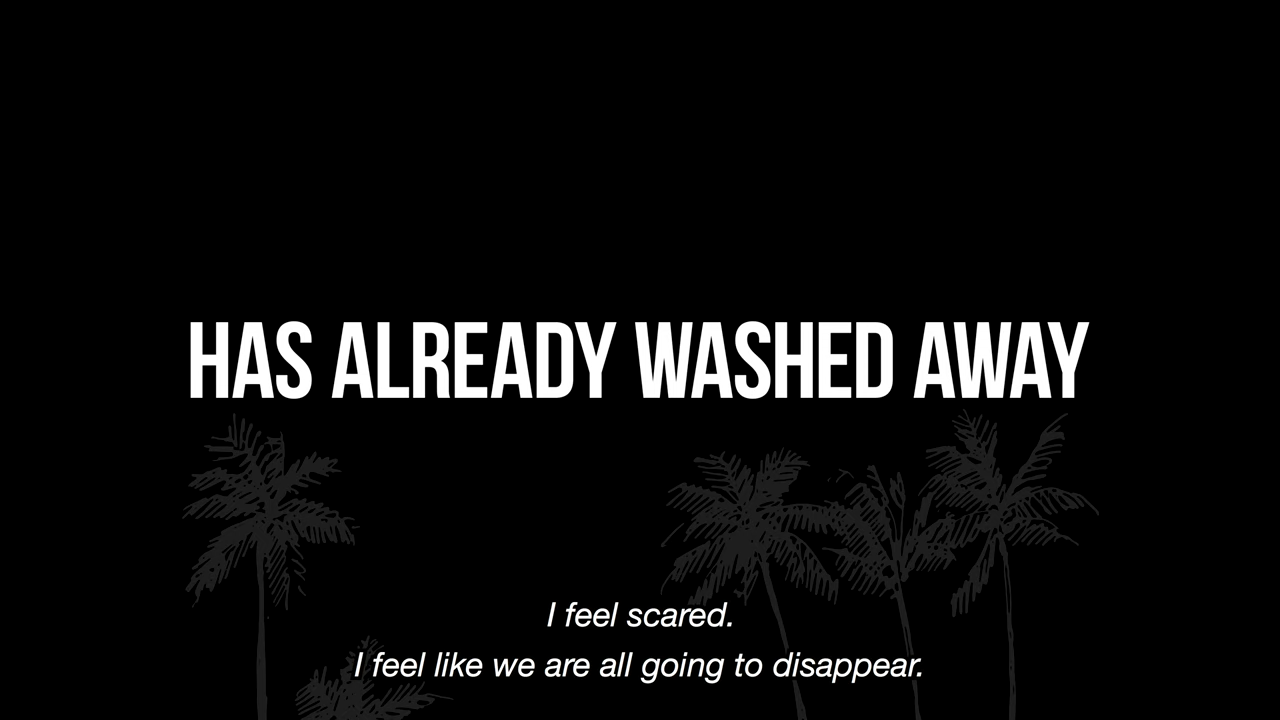 HAS ALREADY WASHED AWAY
I feel scared.
I feel like we are all going to disappear.